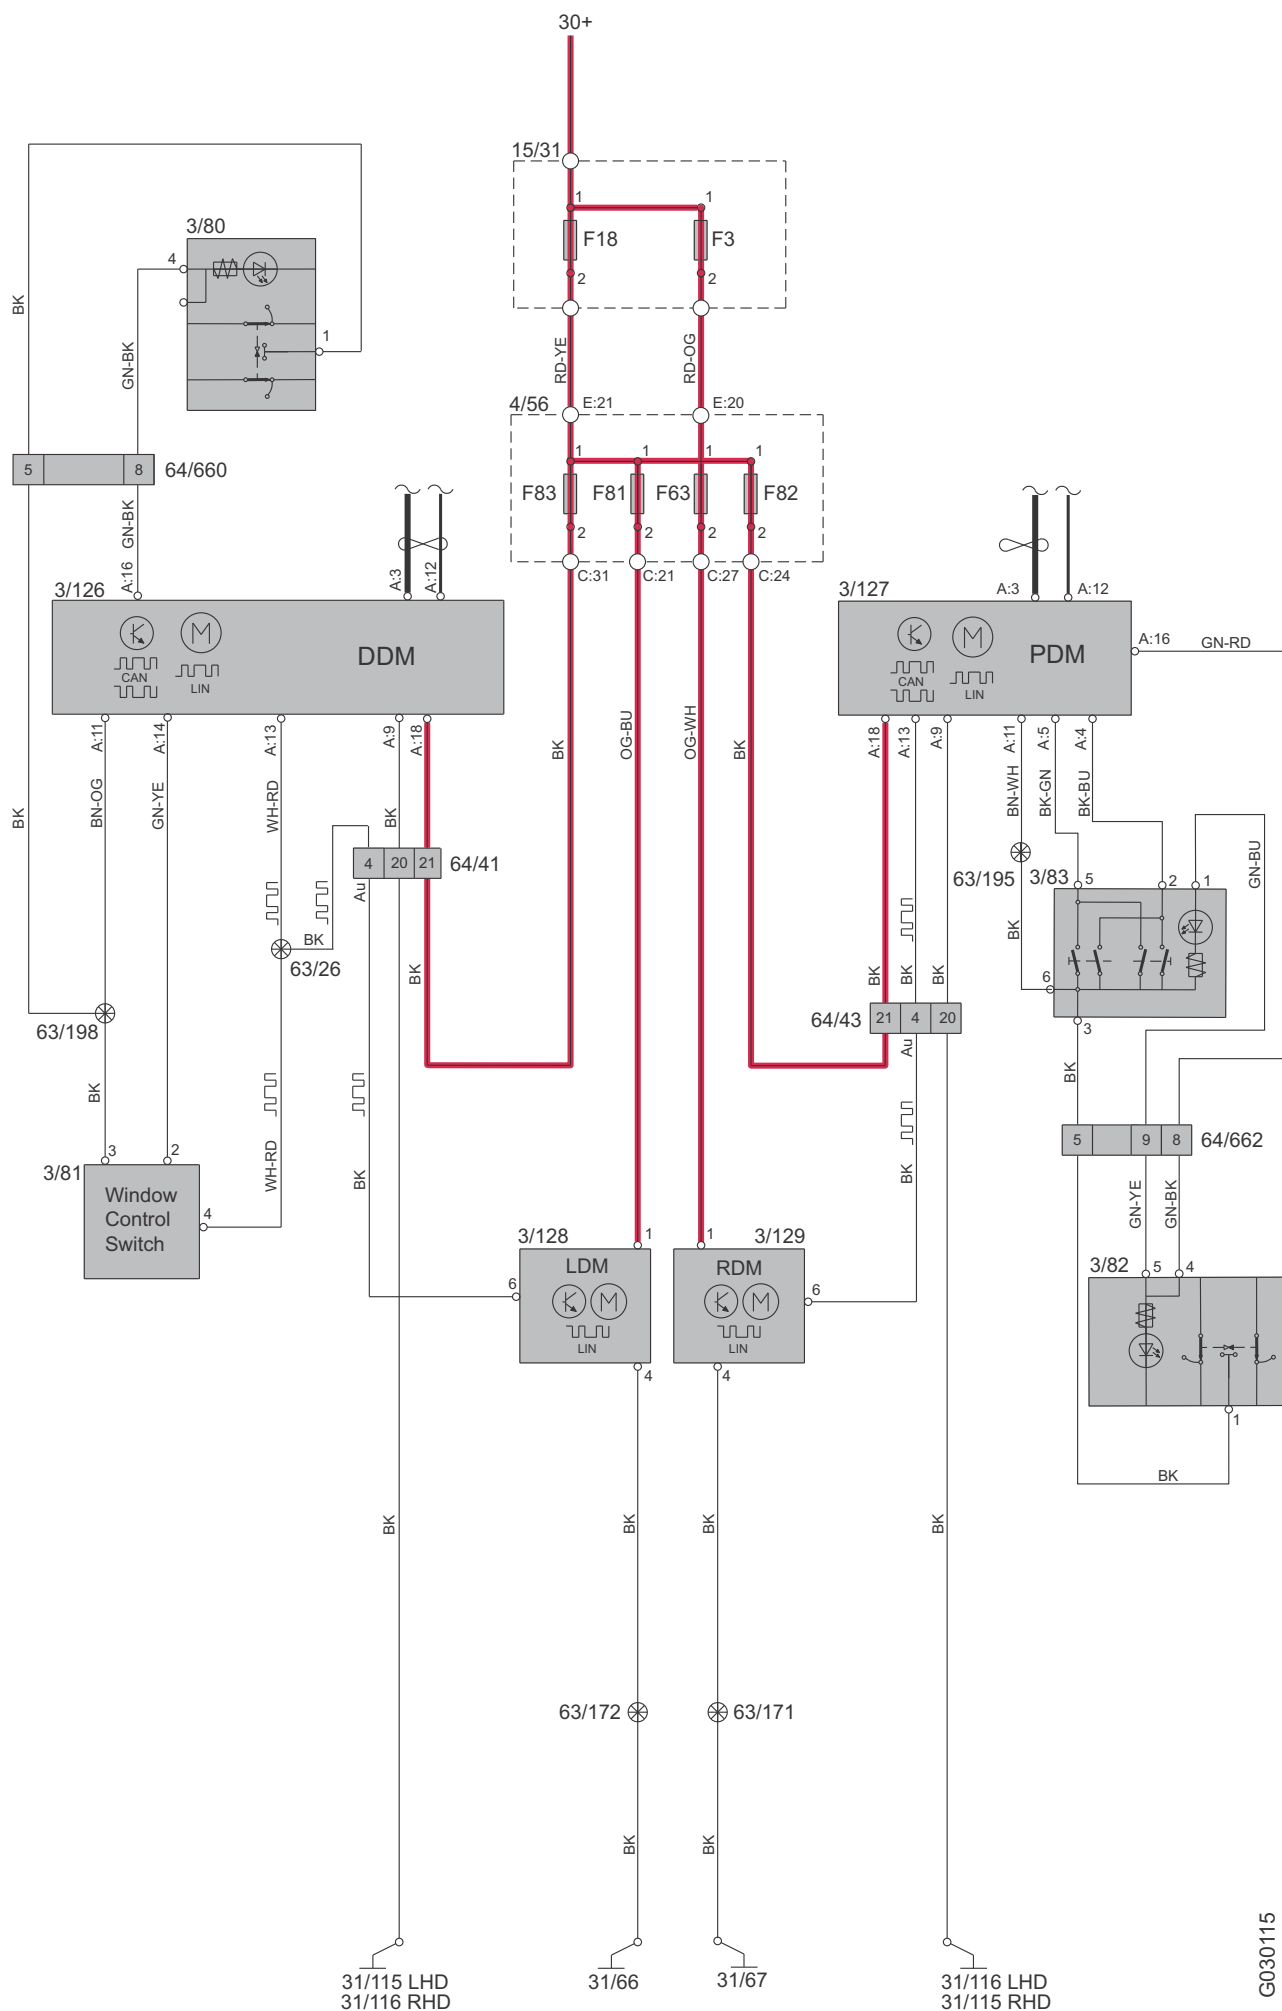 30+
15/31
1
1
F18
F3
2
2
3/80
4
1
BK
GN-BK
RD-YE
RD-OG
4/56
E:21
E:20
1
1
1
1
F83
F81
F63
F82
2
2
2
2
C:31
C:21
C:27
C:24
5
8
64/660
GN-BK
A:16
A:3
A:12
3/126
M
CAN
LIN
DDM
A:11
A:14
A:13
A:9
A:18
3/127
A:3
A:12
M
CAN
LIN
PDM
A:16
GN-RD
A:18
A:13
A:9
A:11
A:5
A:4
BK
BN-OG
GN-YE
WH-RD
BK
BK
OG-BU
OG-WH
BK
BN-WH
BK-GN
BK-BU
4
20
21
64/41
Au
BK
63/26
BK
63/198
BK
WH-RD
BK
63/195
3/83
5
2
1
GN-BU
BK
6
3
BK
BK
BK
64/43
21
4
20
Au
BK
BK
5
9
8
64/662
GN-YE
GN-BK
3/81
3
2
4
Window
Control
Switch
3/128
1
LDM
M
LIN
6
4
3/129
1
RDM
M
LIN
6
4
3/82
5
4
1
BK
BK
BK
BK
BK
63/172
63/171
BK
BK
31/115 LHD
31/116 RHD
31/66
31/67
31/116 LHD
31/115 RHD
G030115